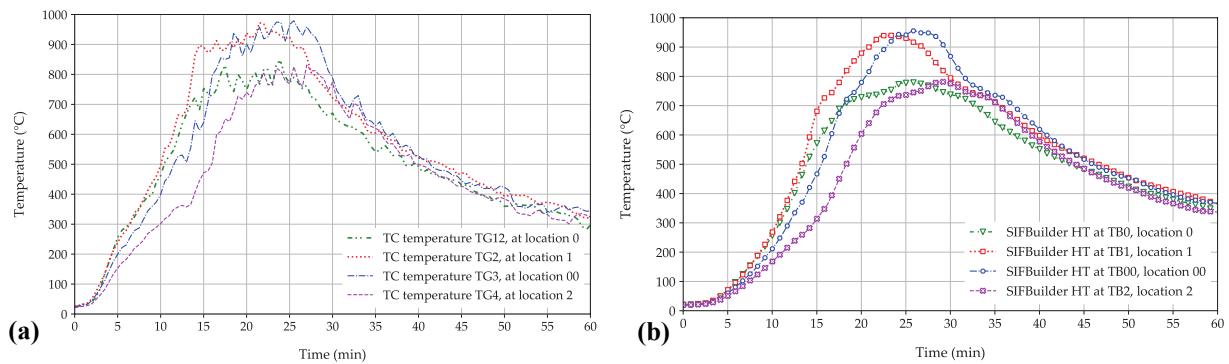 1000
900
800
700
600
500
400
300
200
100
0
Temperature (°C)
TC temperature TG12, at location 0
TC temperature TG2, at location 1
TC temperature TG3, at location 00
TC temperature TG4, at location 2
0 5 10 15 20 25 30 35 40 45 50 55 60
Time (min)
(a)
1000
900
800
700
600
500
400
300
200
100
0
Temperature (°C)
SIFBuilder HT at TB0, location 0
SIFBuilder HT at TB1, location 1
SIFBuilder HT at TB00, location 00
SIFBuilder HT at TB2, location 2
0 5 10 15 20 25 30 35 40 45 50 55 60
Time (min)
(b)